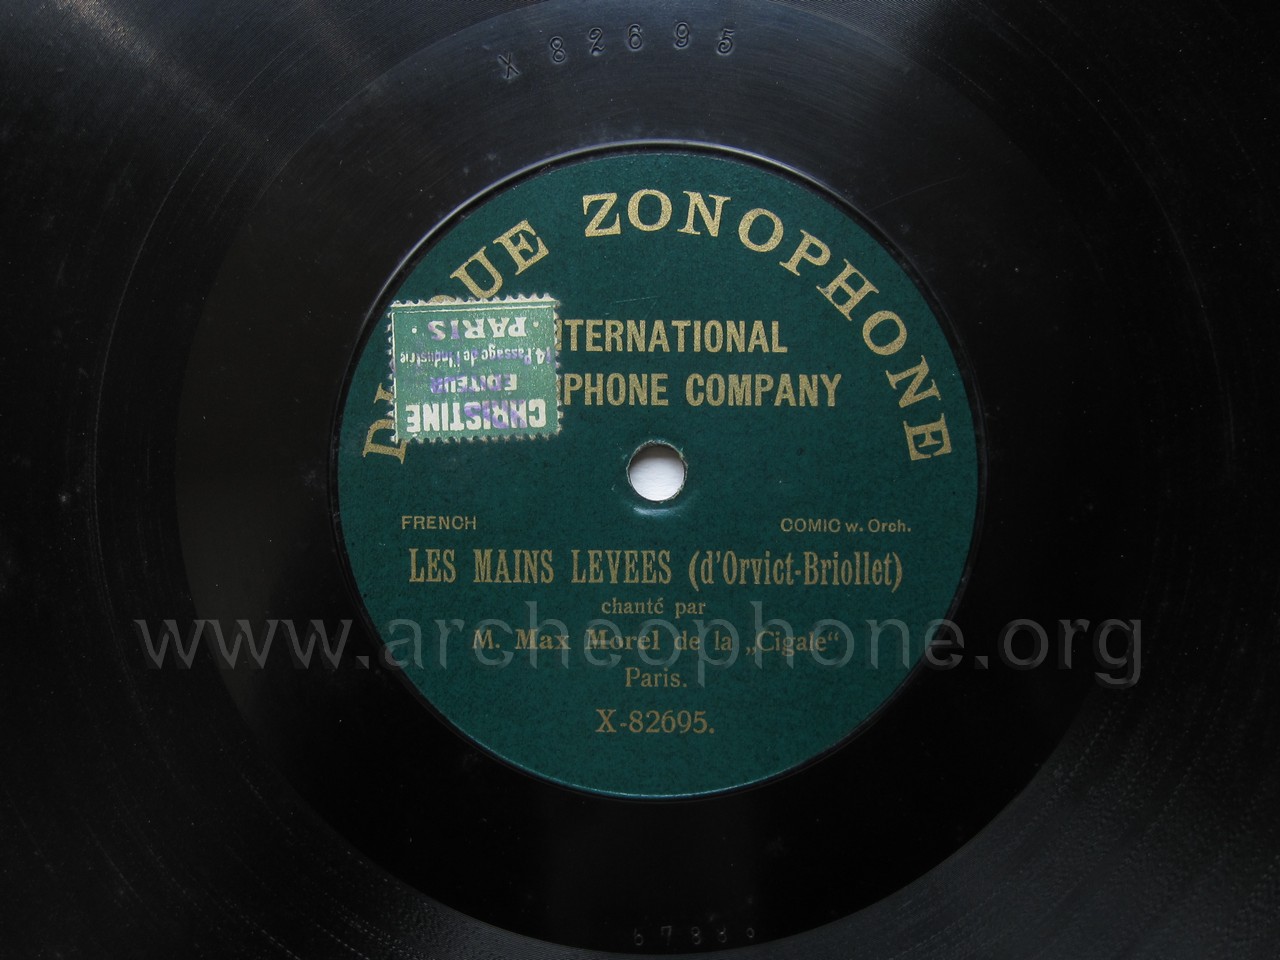 X 82695
DISQUE ZONOPHONE
INTERNATIONAL
PHONE COMPANY
CHRISTINE
EDITEUR
14, Passage de l'Industrie
· PARIS ·
FRENCH
COMIC w. Orch.
LES MAINS LEVEES (d'Orvict-Briollet)
chanté par
M. Max Morel de la „Cigale“
Paris.
X-82695.
www.archeophone.org